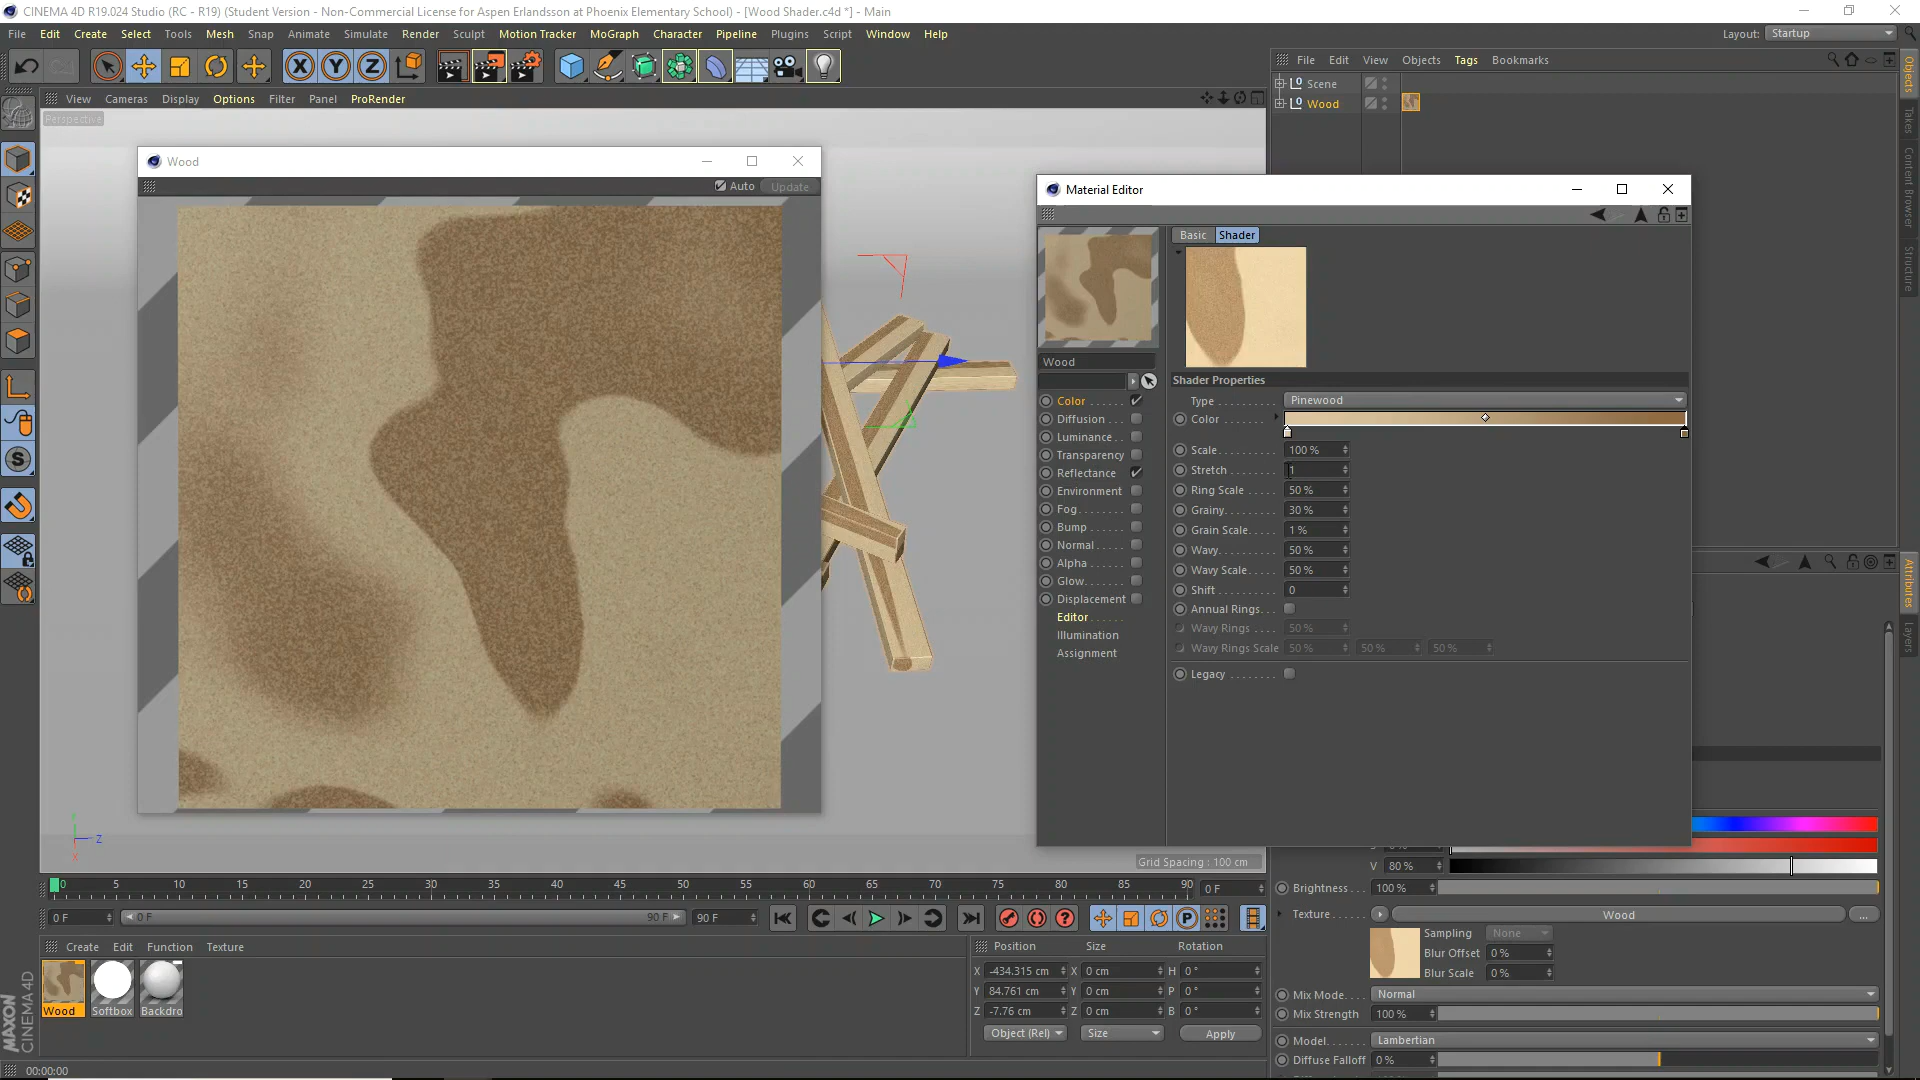 CINEMA 4D R19.024 Studio (RC - R19) (Student Version - Non-Commercial License for Aspen Erlandsson at Phoenix Elementary School) - [Wood Shader.c4d *] - Main
File Edit Create Select Tools Mesh Snap Animate Simulate Render Sculpt Motion Tracker MoGraph Character Pipeline Plugins Script Window Help
Layout: Startup
File Edit View Objects Tags Bookmarks
Scene
Wood
View Cameras Display Options Filter Panel ProRender
Perspective
Wood
Auto Update
Material Editor
Basic Shader
Shader Properties
Type Pinewood
Color
Scale 100 %
Stretch 1
Ring Scale 50 %
Grainy 30 %
Grain Scale 1 %
Wavy 50 %
Wavy Scale 50 %
Shift 0
Annual Rings
Wavy Rings 50 %
Wavy Rings Scale 50 % 50 % 50 %
Legacy
Wood
Color
Diffusion
Luminance
Transparency
Reflectance
Environment
Fog
Bump
Normal
Alpha
Glow
Displacement
Editor
Illumination
Assignment
Objects
Takes
Content Browser
Structure
Attributes
Layers
Grid Spacing : 100 cm
Z
X
0 5 10 15 20 25 30 35 40 45 50 55 60 65 70 75 80 85 90
0 F
0 F 0 F 90 F 90 F
V 80 %
Brightness 100 %
Texture Wood ...
Sampling None
Blur Offset 0 %
Blur Scale 0 %
Mix Mode Normal
Mix Strength 100 %
Model Lambertian
Diffuse Falloff 0 %
Create Edit Function Texture
Wood Softbox Backdro
Position Size Rotation
X -434.315 cm X 0 cm H 0 °
Y 84.761 cm Y 0 cm P 0 °
Z -7.76 cm Z 0 cm B 0 °
Object (Rel) Size Apply
MAXON
CINEMA 4D
00:00:00